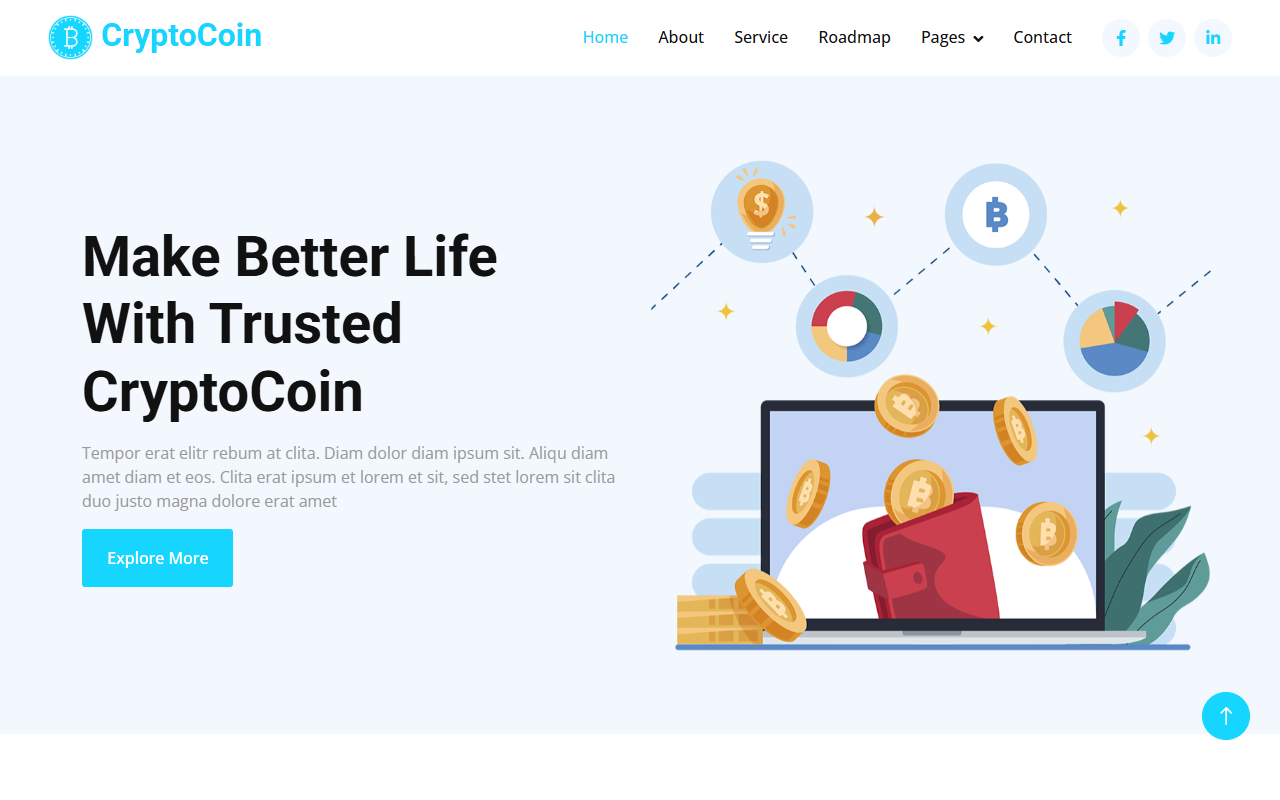 CryptoCoin
Home About Service Roadmap Pages Contact
Make Better Life
With Trusted
CryptoCoin
Tempor erat elitr rebum at clita. Diam dolor diam ipsum sit. Aliqu diam
amet diam et eos. Clita erat ipsum et lorem et sit, sed stet lorem sit clita
duo justo magna dolore erat amet
Explore More